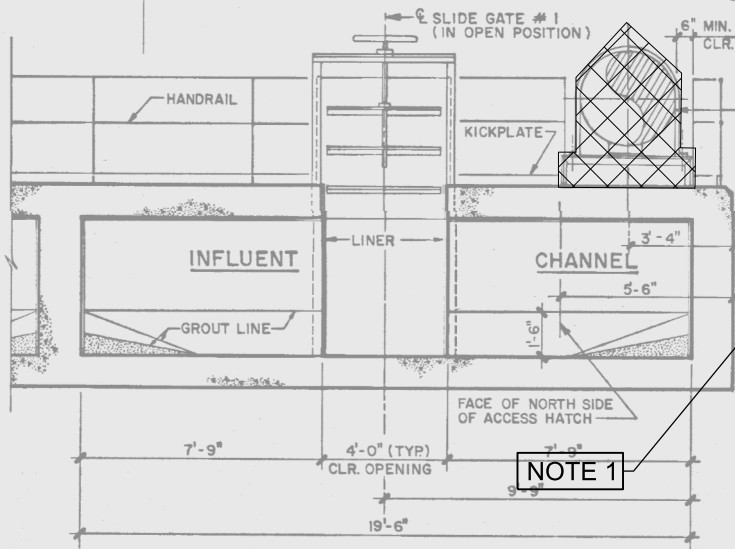 ℄ SLIDE GATE # 1
(IN OPEN POSITION)
6" MIN.
CLR.
HANDRAIL
KICKPLATE
LINER
3'-4"
INFLUENT
CHANNEL
5'-6"
GROUT LINE
1'-6"
FACE OF NORTH SIDE
OF ACCESS HATCH
7'-9"
4'-0" (TYP.)
7'-9"
CLR. OPENING
NOTE 1
9'-9"
19'-6"